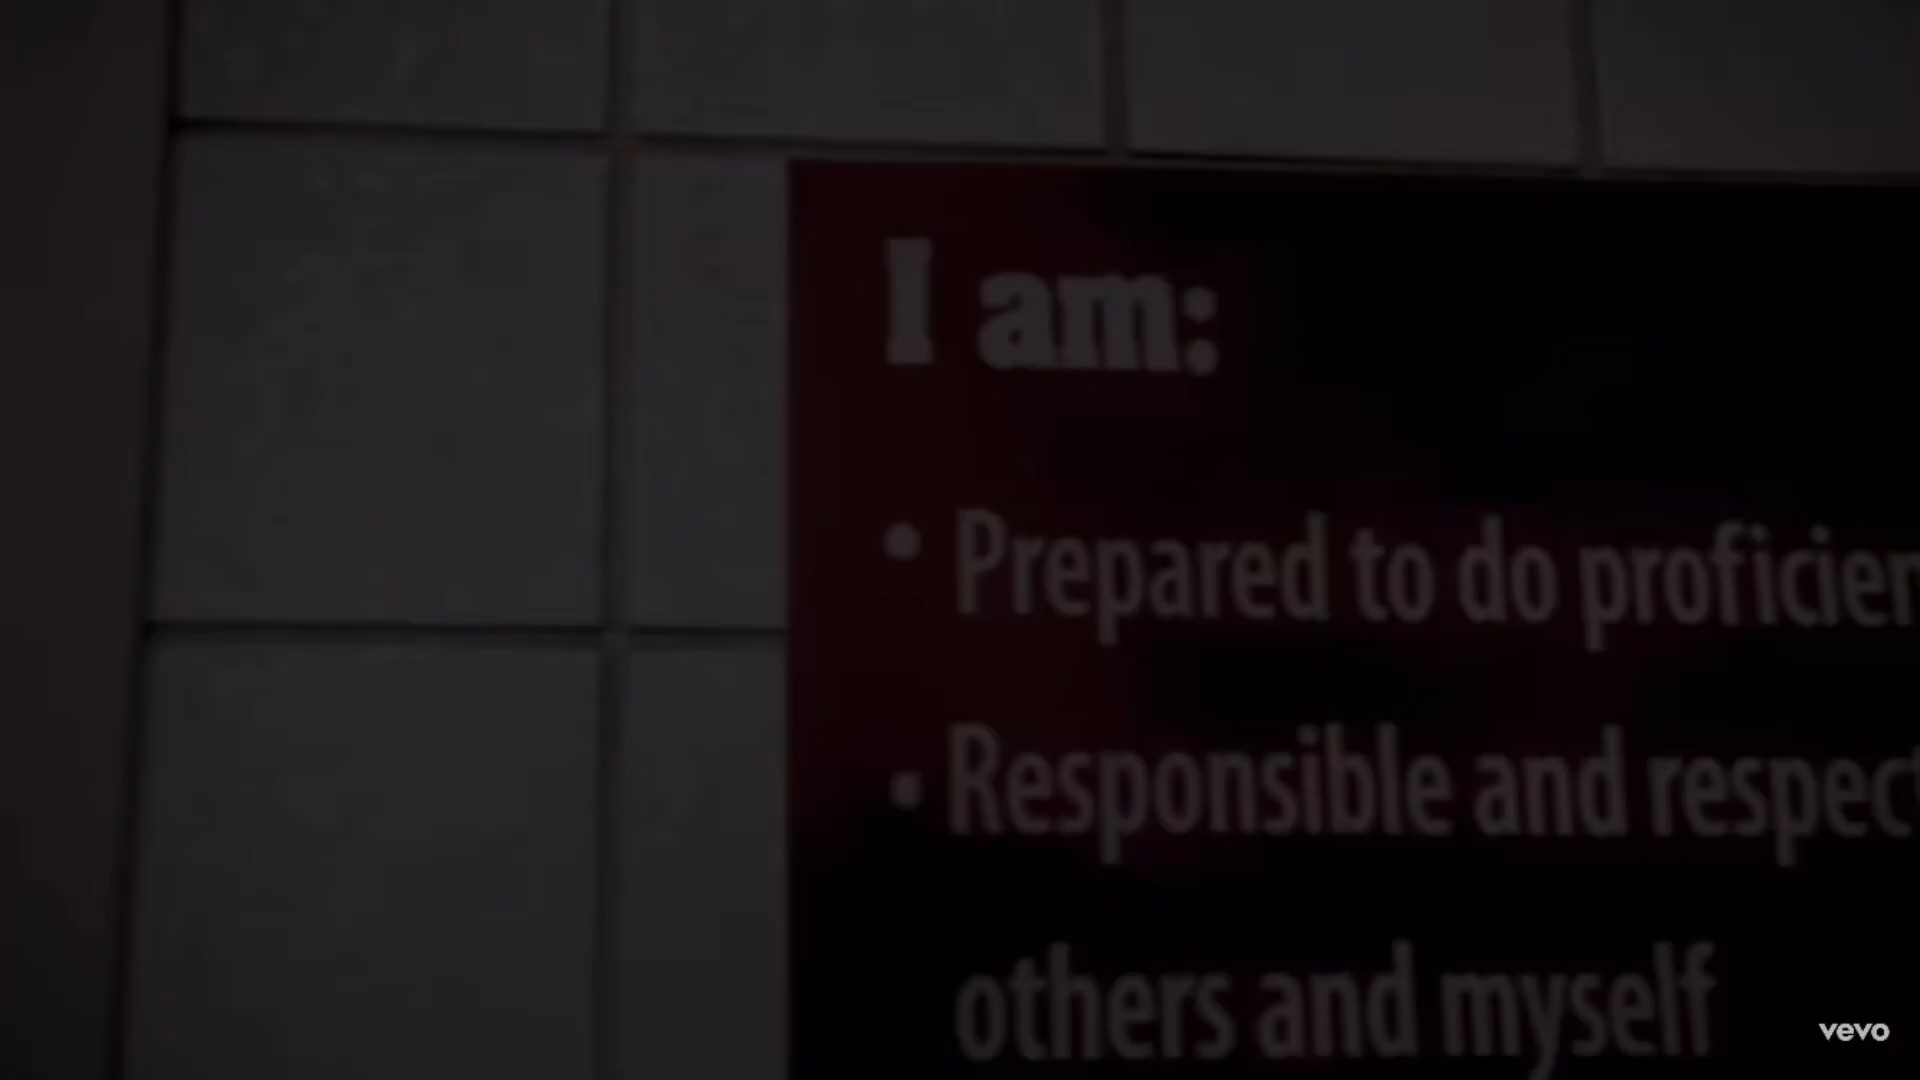 I am:
• Prepared to do proficien
• Responsible and respect
others and myself
vevo